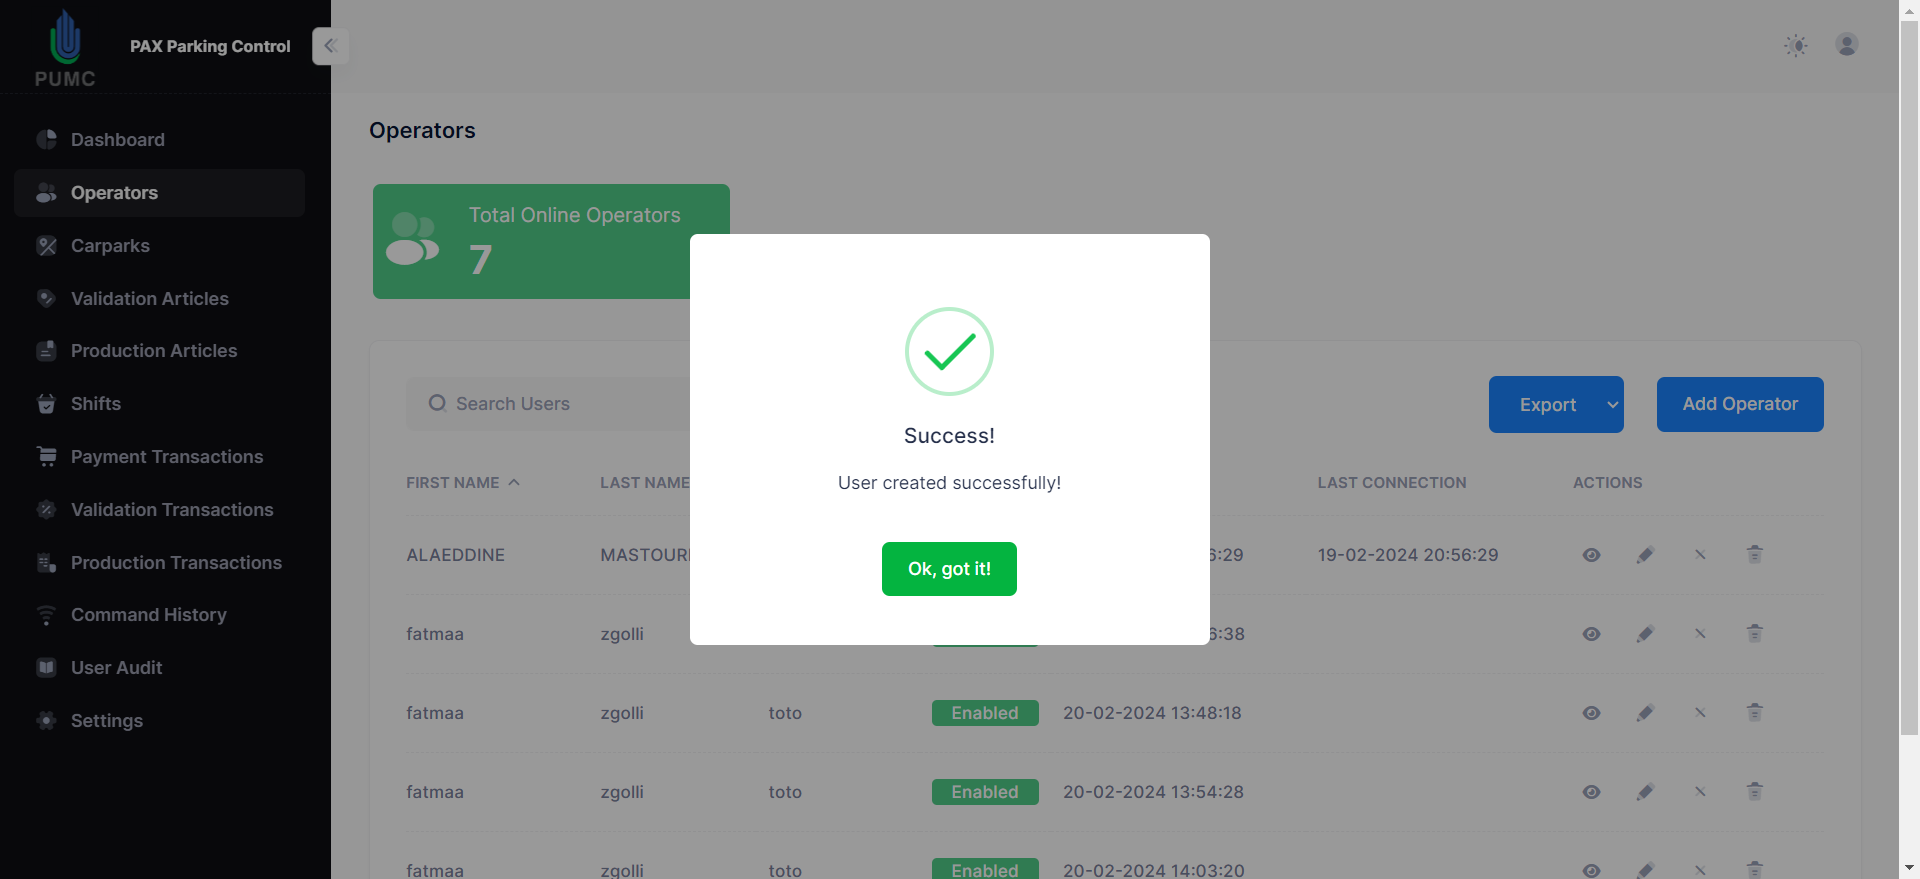 PUMC
PAX Parking Control
Dashboard
Operators
Carparks
Validation Articles
Production Articles
Shifts
Payment Transactions
Validation Transactions
Production Transactions
Command History
User Audit
Settings
Operators
Total Online Operators
7
Search Users
Export
Add Operator
Success!
User created successfully!
Ok, got it!
FIRST NAME LAST NAME LAST CONNECTION ACTIONS
ALAEDDINE 6:29 19-02-2024 20:56:29
fatmaa zgolli 6:38
fatmaa zgolli toto Enabled 20-02-2024 13:48:18
fatmaa zgolli toto Enabled 20-02-2024 13:54:28
fatmaa zgolli toto Enabled 20-02-2024 14:03:20